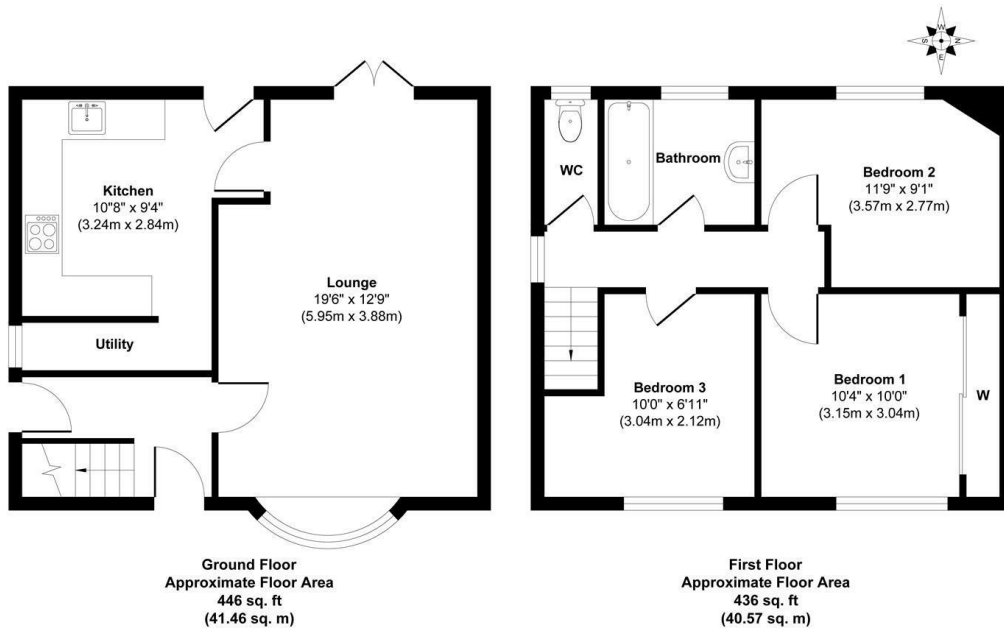 W
S
N
E
Kitchen
10'8" x 9'4"
(3.24m x 2.84m)
Utility
Lounge
19'6" x 12'9"
(5.95m x 3.88m)
Ground Floor
Approximate Floor Area
446 sq. ft
(41.46 sq. m)
WC
Bathroom
Bedroom 2
11'9" x 9'1"
(3.57m x 2.77m)
Bedroom 3
10'0" x 6'11"
(3.04m x 2.12m)
Bedroom 1
10'4" x 10'0"
(3.15m x 3.04m)
W
First Floor
Approximate Floor Area
436 sq. ft
(40.57 sq. m)